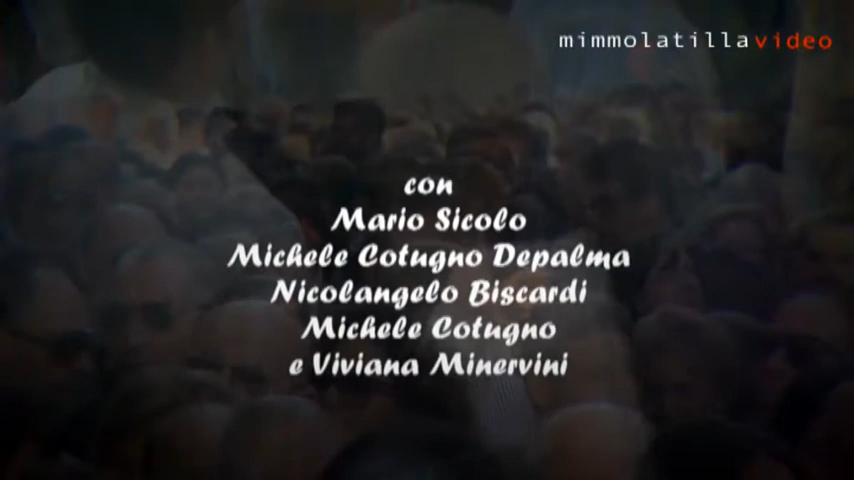 mimmolatillavideo
con
Mario Sicolo
Michele Cotugno Depalma
Nicolangelo Biscardi
Michele Cotugno
e Viviana Minervini